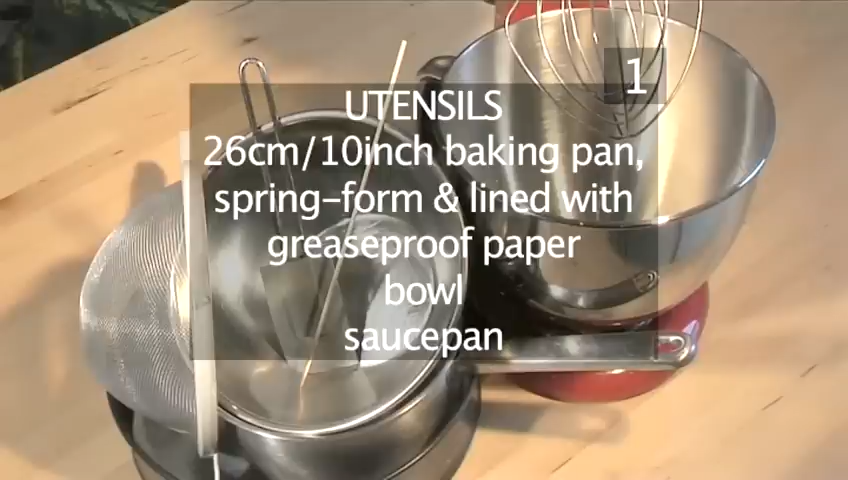 1
UTENSILS
26cm/10inch baking pan,
spring-form & lined with
greaseproof paper
bowl
saucepan